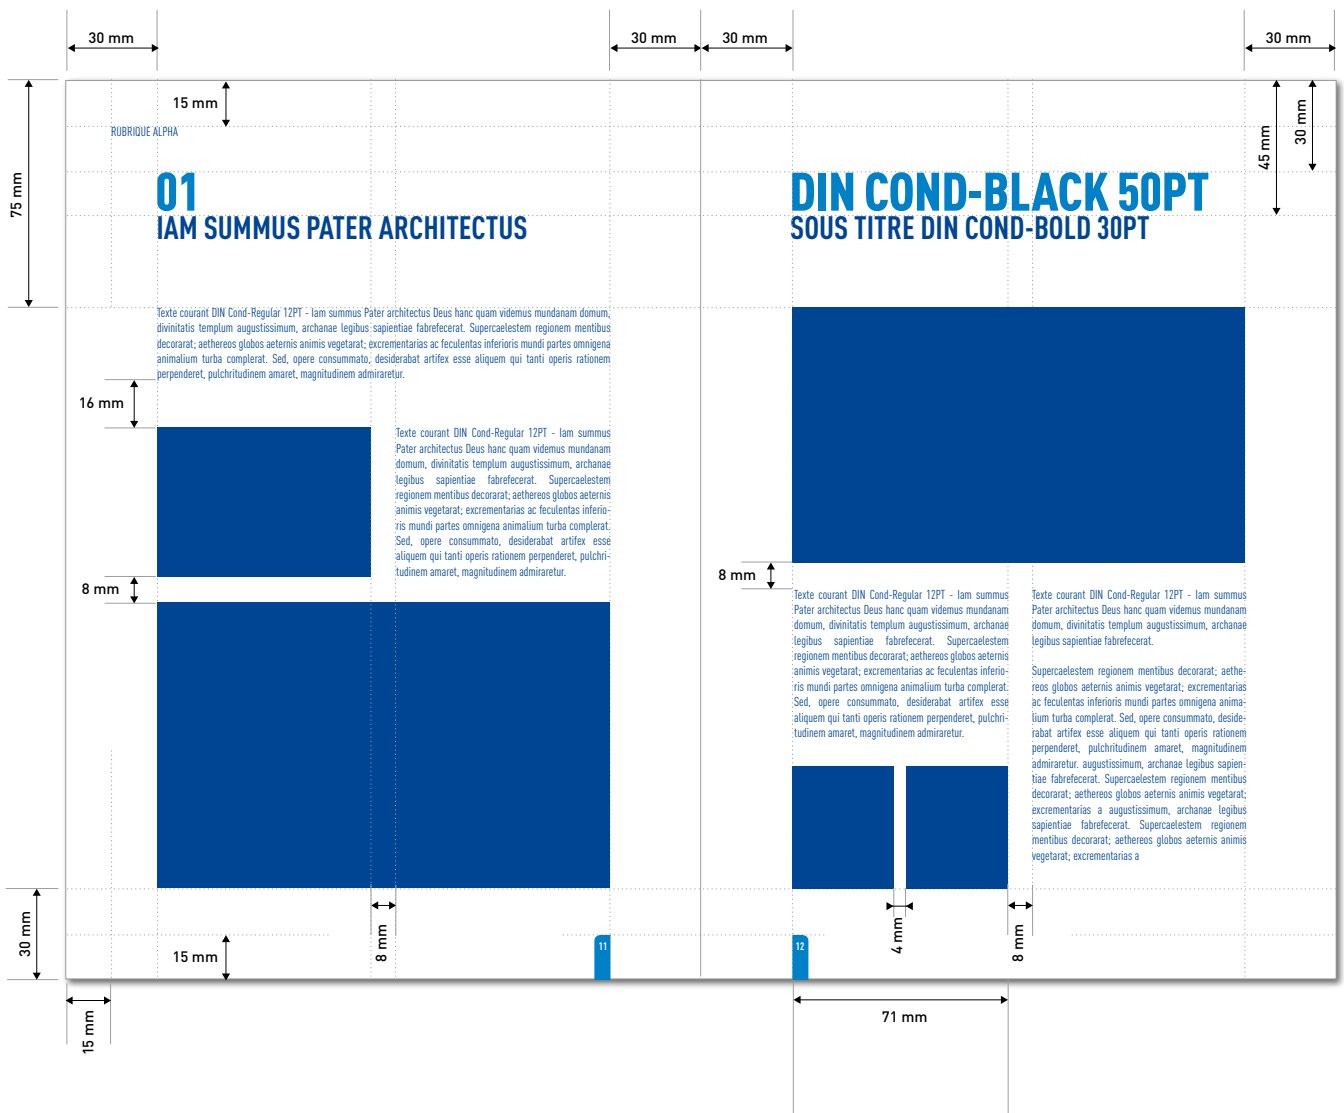 30 mm
30 mm
30 mm
30 mm
15 mm
75 mm
45 mm
30 mm
RUBRIQUE ALPHA
01
IAM SUMMUS PATER ARCHITECTUS
Texte courant DIN Cond-Regular 12PT - Iam summus Pater architectus Deus hanc quam videmus mundanam domum,
divinitatis templum augustissimum, archanae legibus sapientiae fabrefecerat. Supercaelestem regionem mentibus
decorarat; aethereos globos aeternis animis vegetarat; excrementarias ac feculentas inferioris mundi partes omnigena
animalium turba complerat. Sed, opere consummato, desiderabat artifex esse aliquem qui tanti operis rationem
perpenderet, pulchritudinem amaret, magnitudinem admiraretur.
16 mm
Texte courant DIN Cond-Regular 12PT - Iam summus
Pater architectus Deus hanc quam videmus mundanam
domum, divinitatis templum augustissimum, archanae
legibus sapientiae fabrefecerat. Supercaelestem
regionem mentibus decorarat; aethereos globos aeternis
animis vegetarat; excrementarias ac feculentas inferio-
ris mundi partes omnigena animalium turba complerat.
Sed, opere consummato, desiderabat artifex esse
aliquem qui tanti operis rationem perpenderet, pulchri-
tudinem amaret, magnitudinem admiraretur.
8 mm
30 mm
15 mm
8 mm
11
15 mm
DIN COND-BLACK 50PT
SOUS TITRE DIN COND-BOLD 30PT
8 mm
Texte courant DIN Cond-Regular 12PT - Iam summus
Pater architectus Deus hanc quam videmus mundanam
domum, divinitatis templum augustissimum, archanae
legibus sapientiae fabrefecerat. Supercaelestem
regionem mentibus decorarat; aethereos globos aeternis
animis vegetarat; excrementarias ac feculentas inferio-
ris mundi partes omnigena animalium turba complerat.
Sed, opere consummato, desiderabat artifex esse
aliquem qui tanti operis rationem perpenderet, pulchri-
tudinem amaret, magnitudinem admiraretur.
Texte courant DIN Cond-Regular 12PT - Iam summus
Pater architectus Deus hanc quam videmus mundanam
domum, divinitatis templum augustissimum, archanae
legibus sapientiae fabrefecerat.
Supercaelestem regionem mentibus decorarat; aethe-
reos globos aeternis animis vegetarat; excrementarias
ac feculentas inferioris mundi partes omnigena anima-
lium turba complerat. Sed, opere consummato, deside-
rabat artifex esse aliquem qui tanti operis rationem
perpenderet, pulchritudinem amaret, magnitudinem
admiraretur. augustissimum, archanae legibus sapien-
tiae fabrefecerat. Supercaelestem regionem mentibus
decorarat; aethereos globos aeternis animis vegetarat;
excrementarias a augustissimum, archanae legibus
sapientiae fabrefecerat. Supercaelestem regionem
mentibus decorarat; aethereos globos aeternis animis
vegetarat; excrementarias a
12
4 mm
8 mm
71 mm